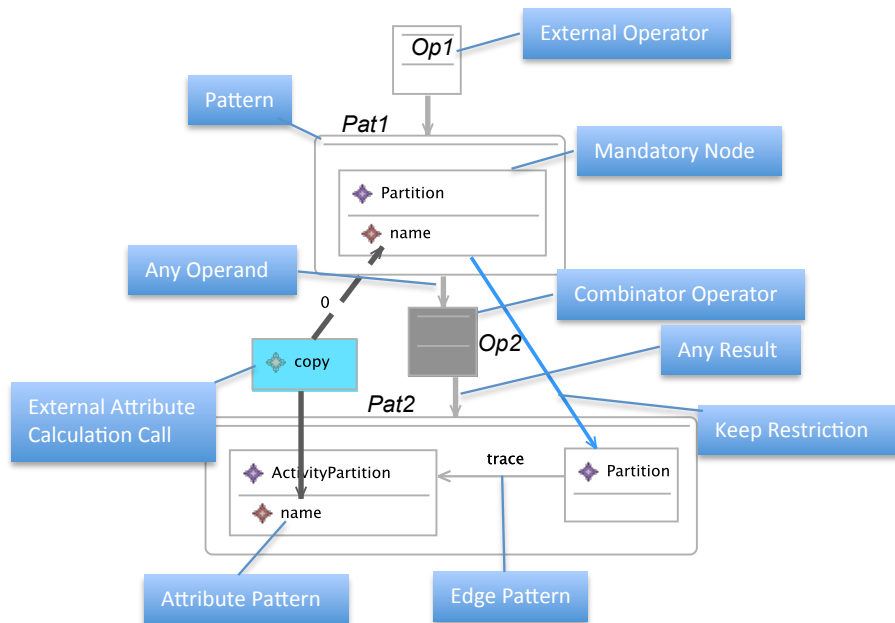 External Operator
Op1
Pattern
Pat1
Mandatory Node
Partition
name
Any Operand
0
Combinator Operator
Op2
copy
Any Result
External Attribute
Calculation Call
Pat2
Keep Restriction
trace
ActivityPartition
Partition
name
Attribute Pattern
Edge Pattern